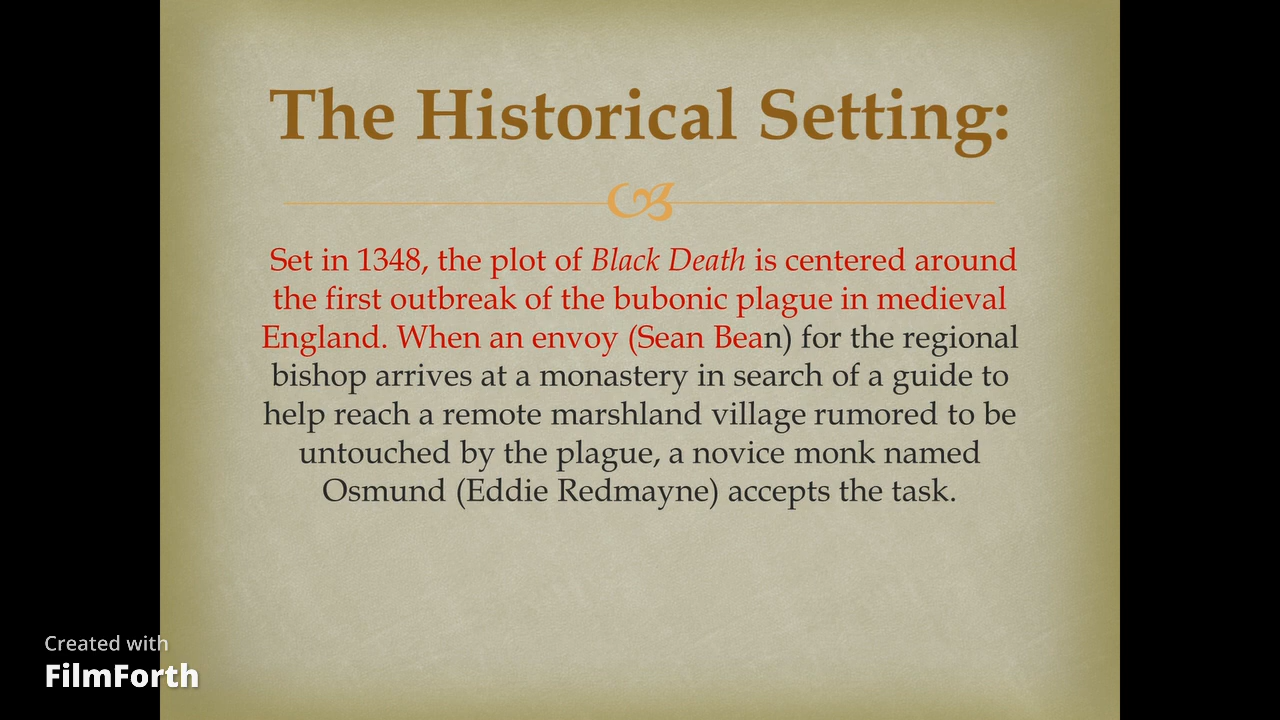 The Historical Setting:
Set in 1348, the plot of Black Death is centered around
the first outbreak of the bubonic plague in medieval
England. When an envoy (Sean Bean) for the regional
bishop arrives at a monastery in search of a guide to
help reach a remote marshland village rumored to be
untouched by the plague, a novice monk named
Osmund (Eddie Redmayne) accepts the task.
Created with
FilmForth